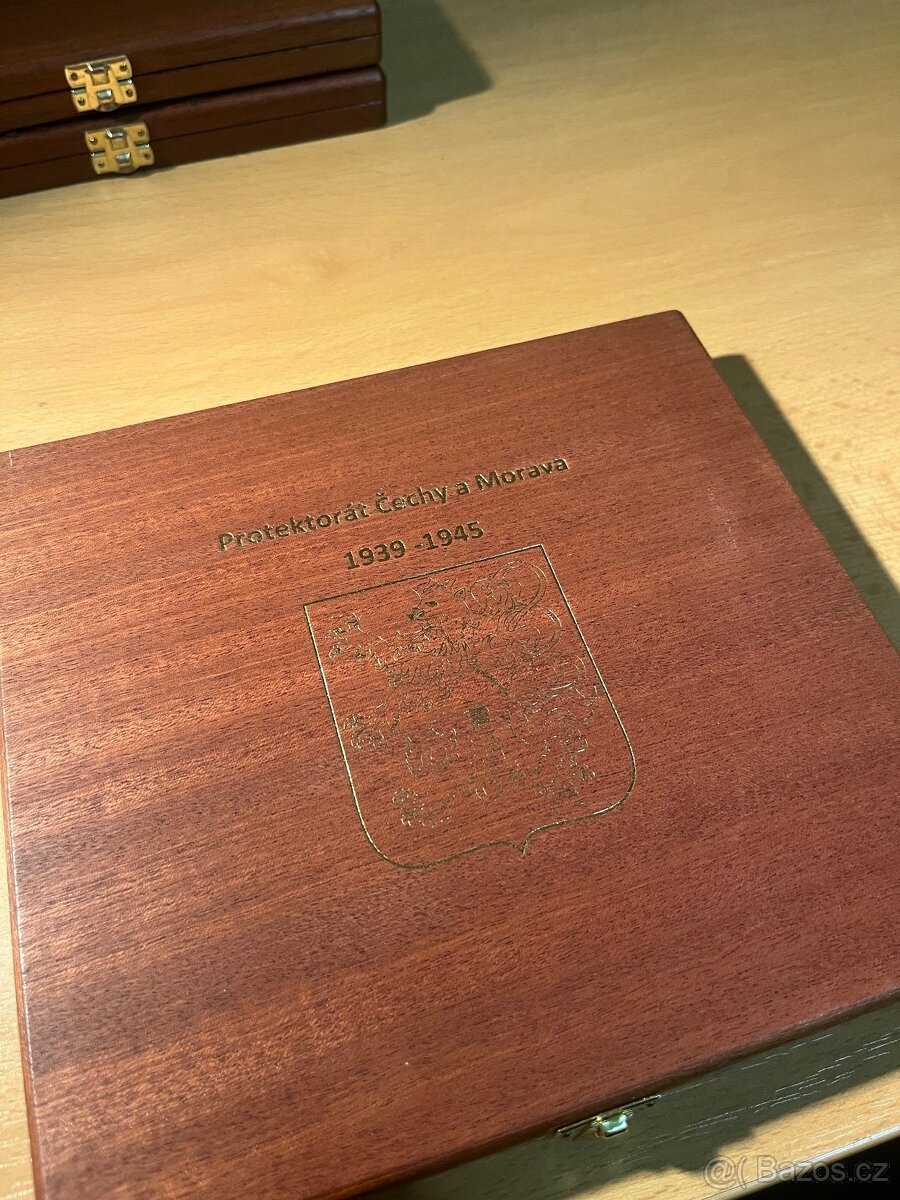 Protektorát Čechy a Morava
1939 -1945
@( Bazos.cz